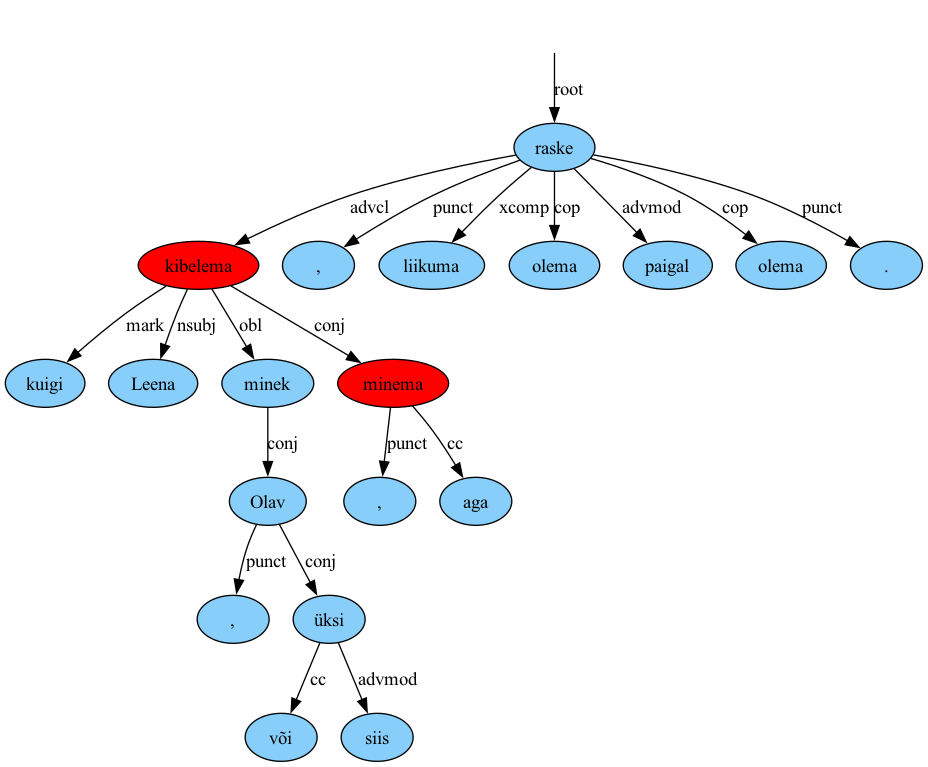 root
raske
advcl punct xcomp cop advmod cop punct
kibelema , liikuma olema paigal olema .
mark nsubj obl conj
kuigi Leena minek minema
conj punct cc
Olav , aga
punct conj
, üksi
cc advmod
või siis